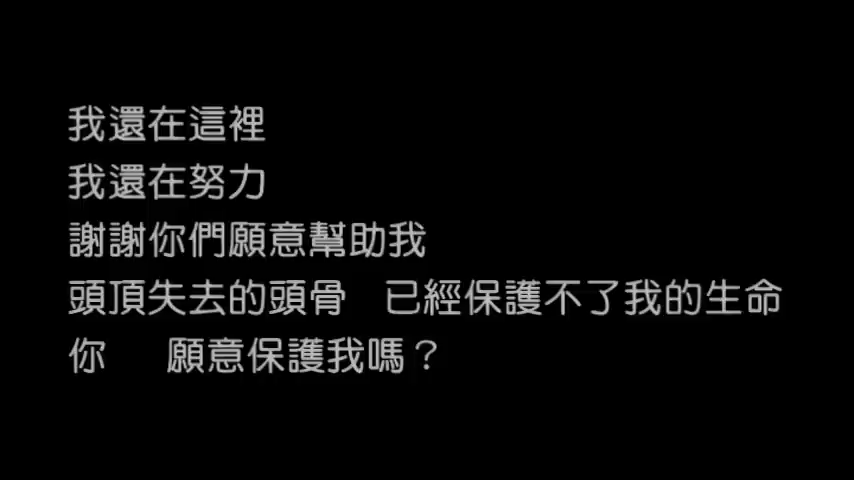 我還在這裡
我還在努力
謝謝你們願意幫助我
頭頂失去的頭骨　已經保護不了我的生命
你　 願意保護我嗎？